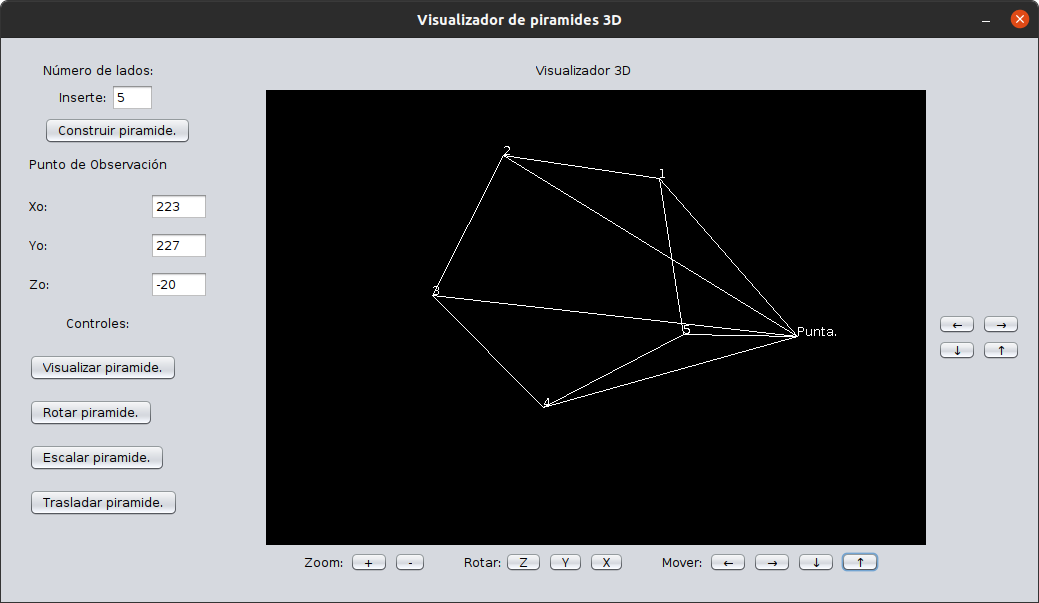 Visualizador de piramides 3D
Número de lados:
Inserte: 5
Construir piramide.
Punto de Observación
Xo: 223
Yo: 227
Zo: -20
Controles:
Visualizar piramide.
Rotar piramide.
Escalar piramide.
Trasladar piramide.
Visualizador 3D
2
1
3
5 Punta.
4
← →
↓ ↑
Zoom: + - Rotar: Z Y X Mover: ← → ↓ ↑